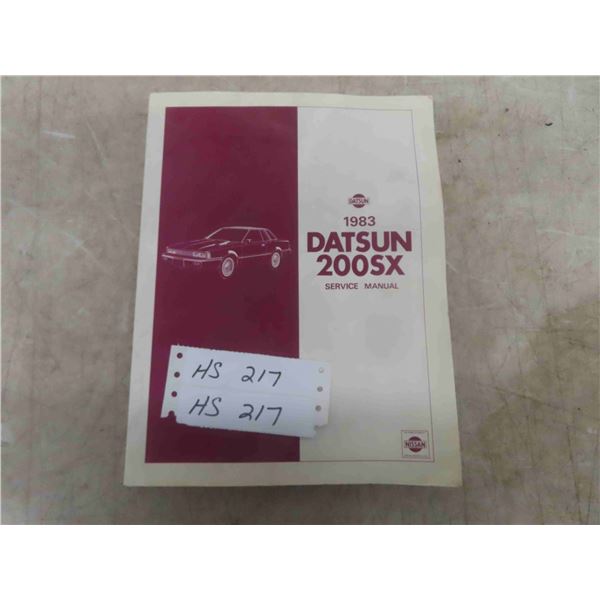 DATSUN
1983
DATSUN
200SX
SERVICE MANUAL
HS 217
HS 217
NISSAN